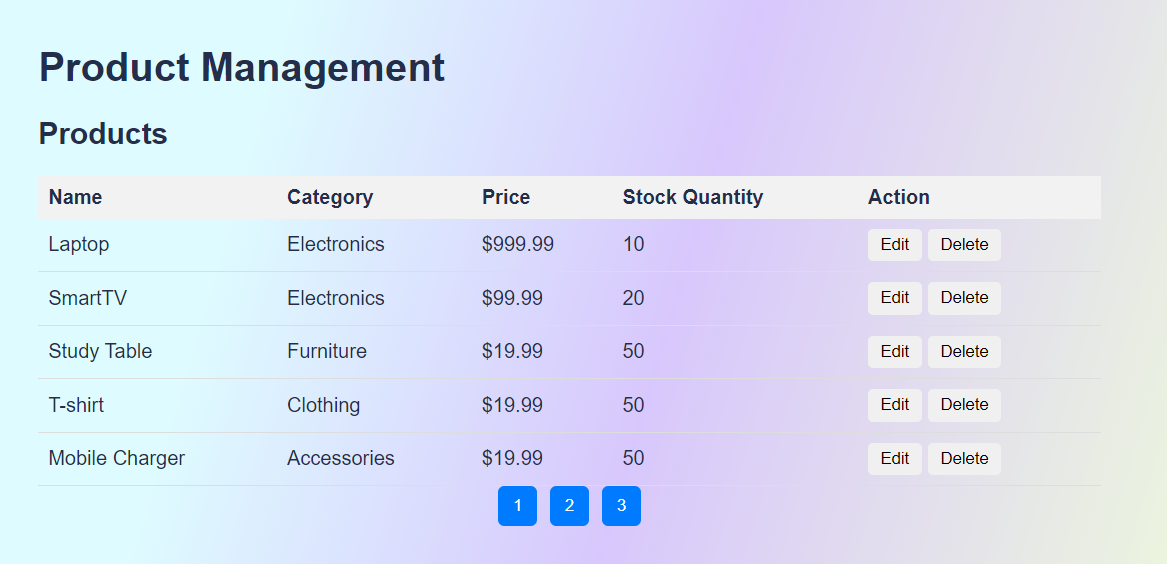 Product Management
Products
Name Category Price Stock Quantity Action
Laptop Electronics $999.99 10 Edit Delete
SmartTV Electronics $99.99 20 Edit Delete
Study Table Furniture $19.99 50 Edit Delete
T-shirt Clothing $19.99 50 Edit Delete
Mobile Charger Accessories $19.99 50 Edit Delete
1 2 3